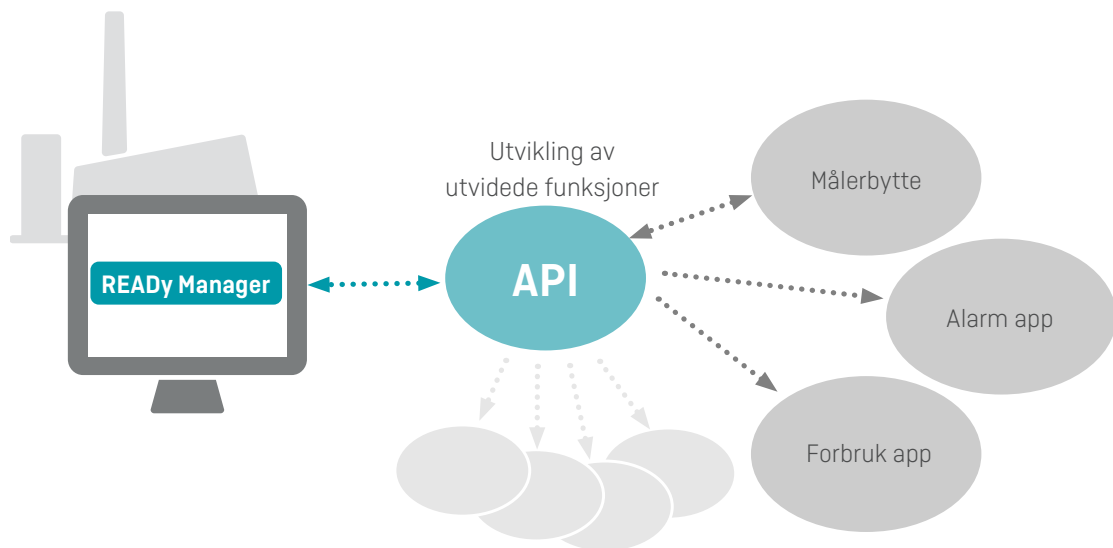 Utvikling av
utvidede funksjoner
READy Manager
API
Målerbytte
Alarm app
Forbruk app